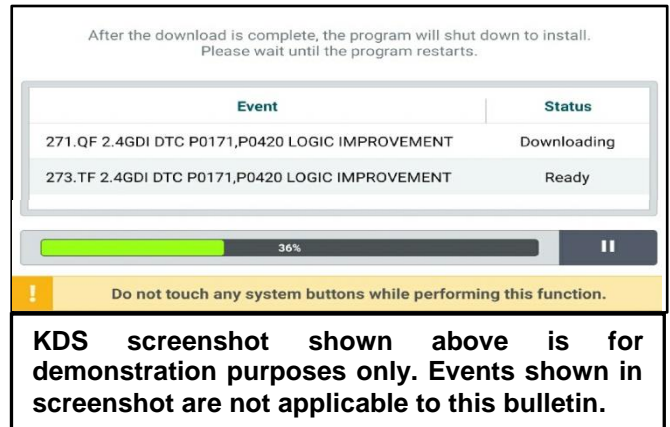 After the download is complete, the program will shut down to install.
Please wait until the program restarts.
Event Status
271.QF 2.4GDI DTC P0171,P0420 LOGIC IMPROVEMENT Downloading
273.TF 2.4GDI DTC P0171,P0420 LOGIC IMPROVEMENT Ready
36%
! Do not touch any system buttons while performing this function.
KDS screenshot shown above is for
demonstration purposes only. Events shown in
screenshot are not applicable to this bulletin.